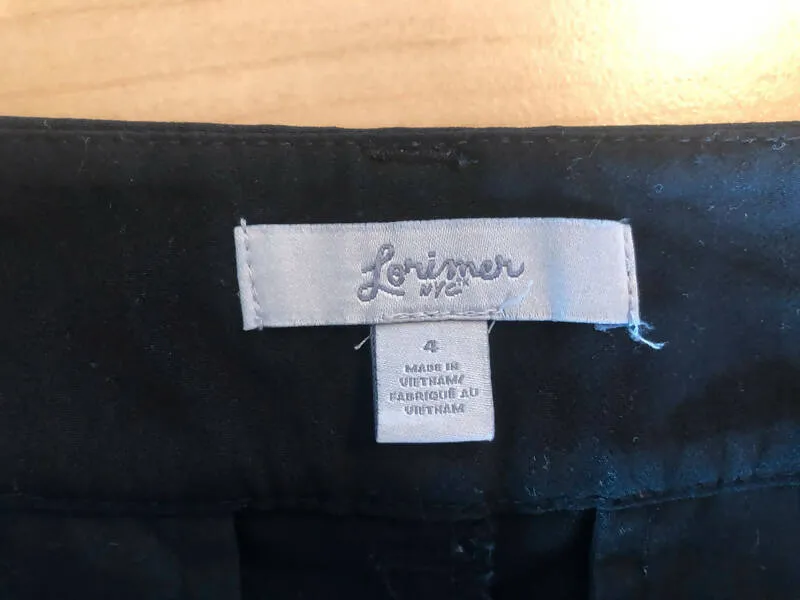 Lorimer
NYC
4
MADE IN
VIETNAM/
FABRIQUÉ AU
VIETNAM